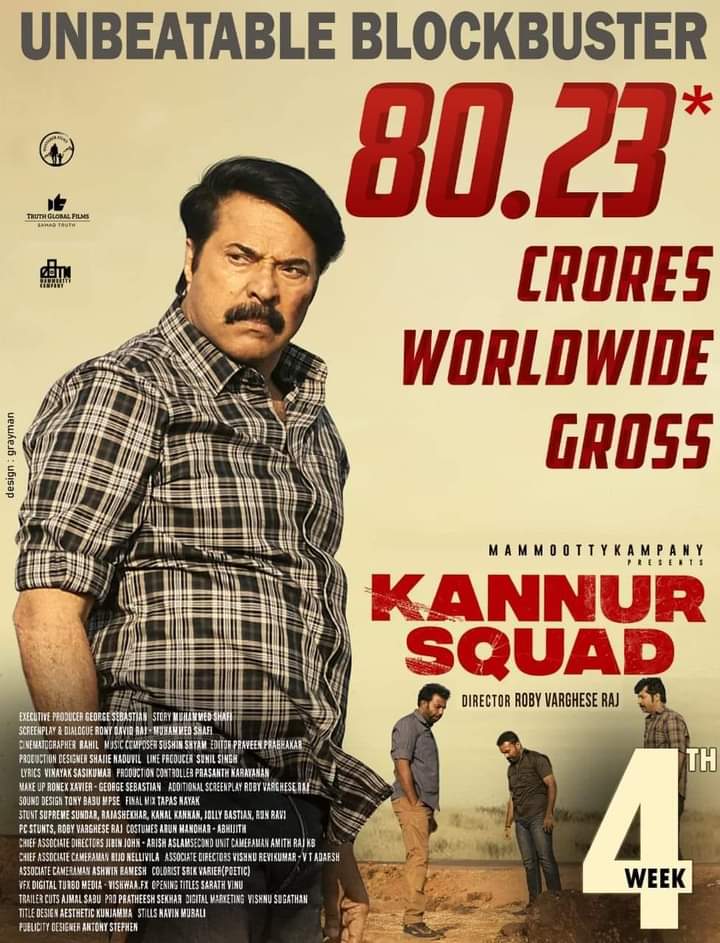 UNBEATABLE BLOCKBUSTER
80.23*
CRORES
WORLDWIDE
GROSS
TRUTH GLOBAL FILMS
SAMAD TRUTH
MAMMOOTTY
KAMPANY
design : grayman
MAMMOOTTYKAMPANY
PRESENTS
KANNUR
SQUAD
DIRECTOR ROBY VARGHESE RAJ
EXECUTIVE PRODUCER GEORGE SEBASTIAN STORY MUHAMMED SHAFI
SCREENPLAY & DIALOGUE RONY DAVID RAJ - MUHAMMED SHAFI
CINEMATOGRAPHER RAHIL MUSIC COMPOSER SUSHIN SHYAM EDITOR PRAVEEN PRABHAKAR
PRODUCTION DESIGNER SHAJIE NADUVIL LINE PRODUCER SUNIL SINGH
LYRICS VINAYAK SASIKUMAR PRODUCTION CONTROLLER PRASANTH NARAYANAN
MAKE UP RONEX XAVIER - GEORGE SEBASTIAN ADDITIONAL SCREENPLAY ROBY VARGHESE RAJ
SOUND DESIGN TONY BABU MPSE FINAL MIX TAPAS NAYAK
STUNT SUPREME SUNDAR, RAJASHEKHAR, KANAL KANNAN, JOLLY BASTIAN, RUN RAVI
PC STUNTS, ROBY VARGHESE RAJ COSTUMES ARUN MANOHAR - ABHIJITH
CHIEF ASSOCIATE DIRECTORS JIBIN JOHN - ARISH ASLAMSECOND UNIT CAMERAMAN AMITH RAJ KB
CHIEF ASSOCIATE CAMERAMAN RIJO NELLIVILA ASSOCIATE DIRECTORS VISHNU REVIKUMAR - V T ADARSH
ASSOCIATE CAMERAMAN ASHWIN RAMESH COLORIST SRIK VARIER(POETIC)
VFX DIGITAL TURBO MEDIA - VISHWAA.FX OPENING TITLES SARATH VINU
TRAILER CUTS AJMAL SABU PRO PRATHEESH SEKHAR DIGITAL MARKETING VISHNU SUGATHAN
TITLE DESIGN AESTHETIC KUNJAMMA STILLS NAVIN MURALI
PUBLICITY DESIGNER ANTONY STEPHEN
4TH
WEEK